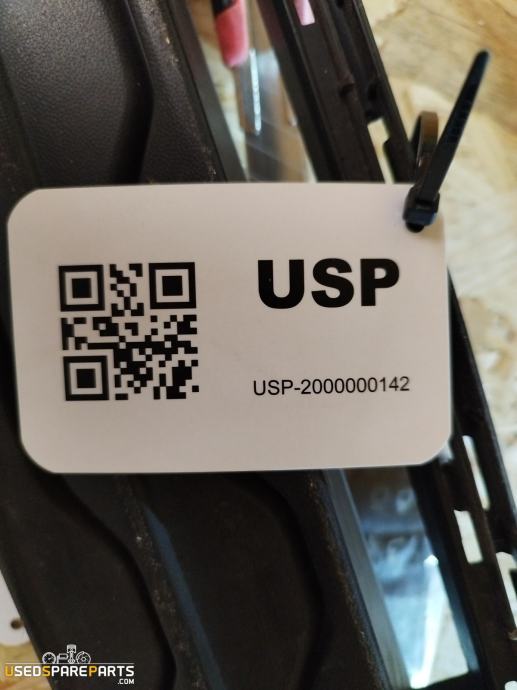 USP
USP-2000000142
USEDSPAREPARTS
.COM